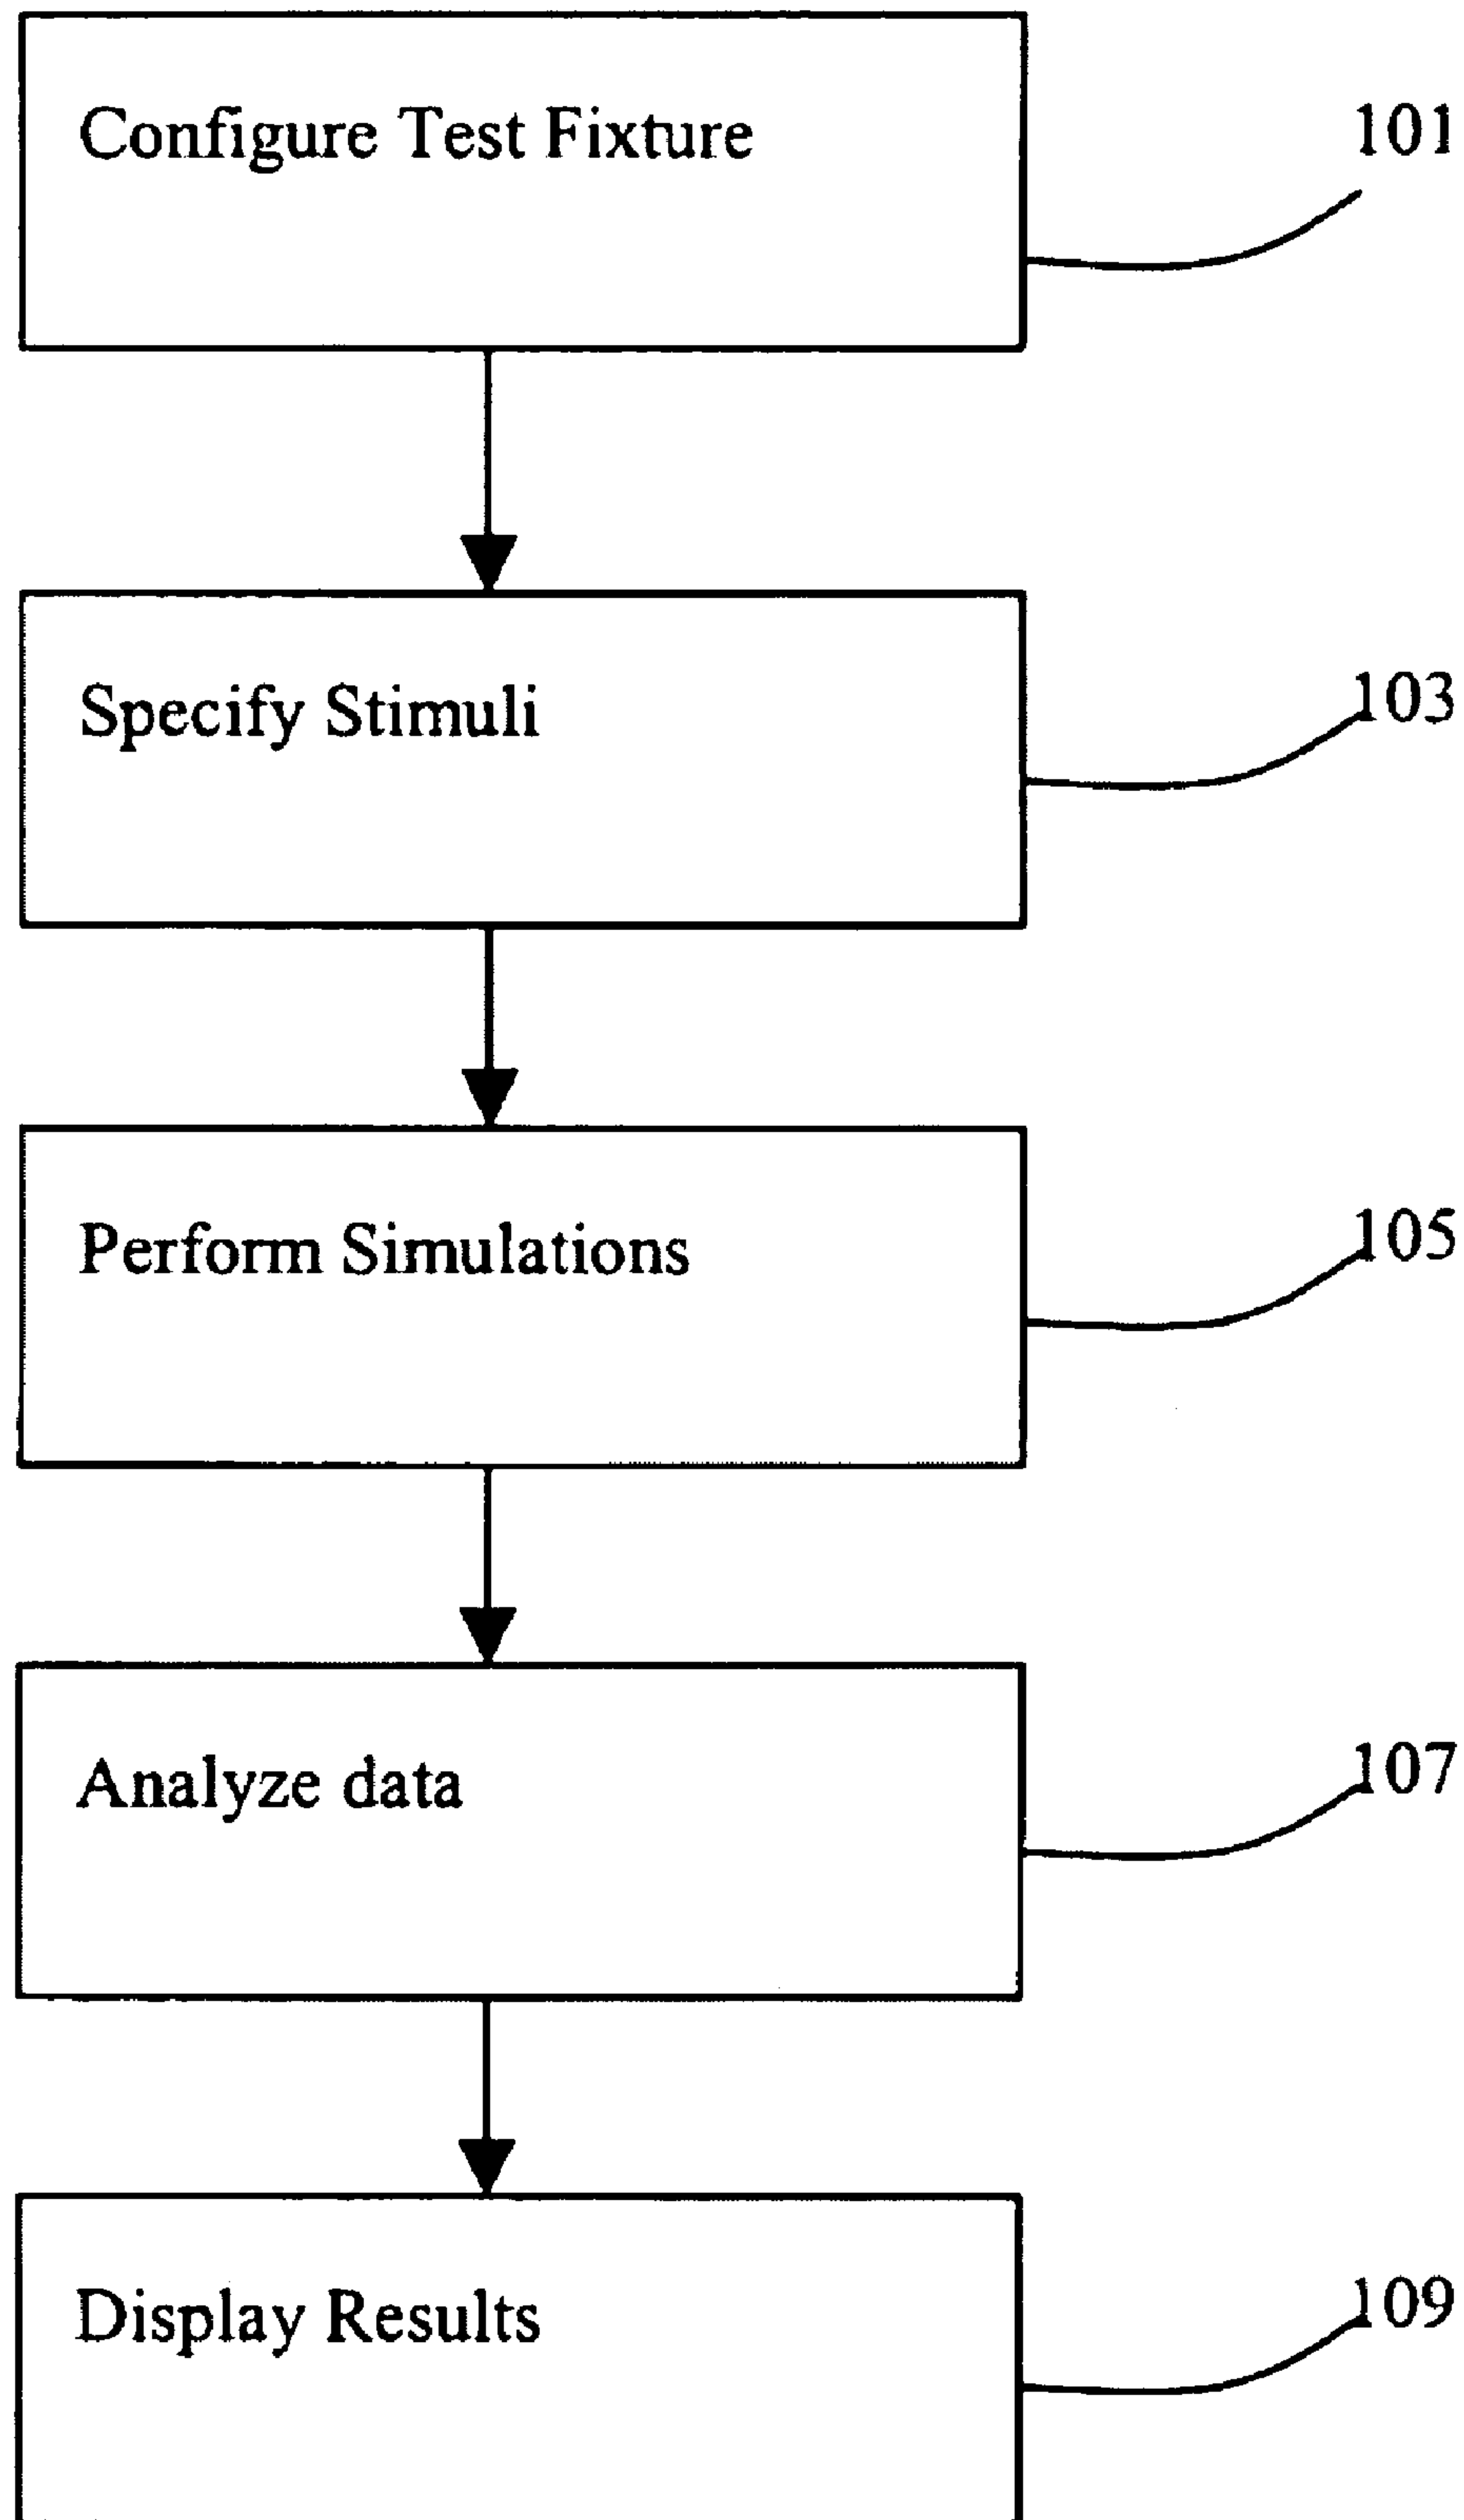 Configure Test Fixture
101
Specify Stimuli
103
Perform Simulations
105
Analyze data
107
Display Results
109